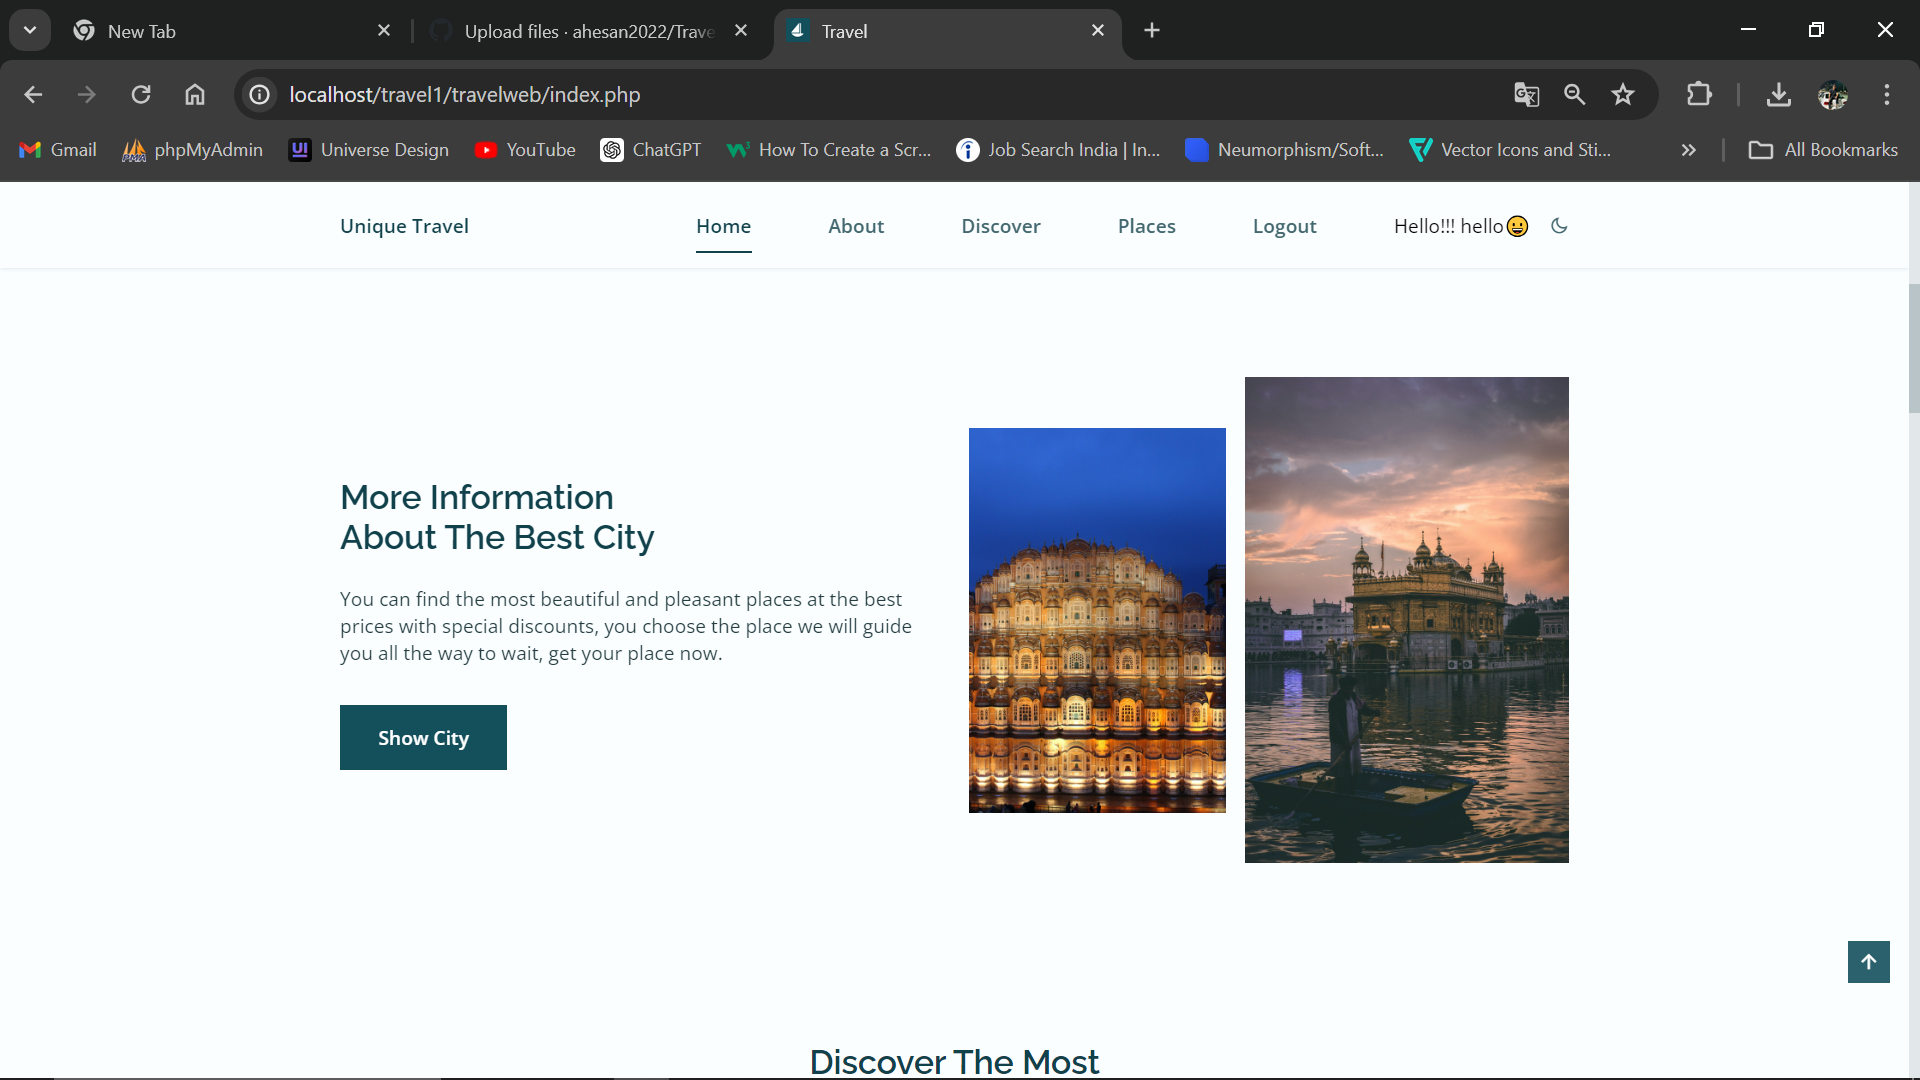 New Tab
Upload files · ahesan2022/Trave
Travel
localhost/travel1/travelweb/index.php
Gmail
phpMyAdmin
Universe Design
YouTube
ChatGPT
How To Create a Scr...
Job Search India | In...
Neumorphism/Soft...
Vector Icons and Sti...
All Bookmarks
Unique Travel
Home
About
Discover
Places
Logout
Hello!!! hello😀
More Information
About The Best City
You can find the most beautiful and pleasant places at the best
prices with special discounts, you choose the place we will guide
you all the way to wait, get your place now.
Show City
Discover The Most